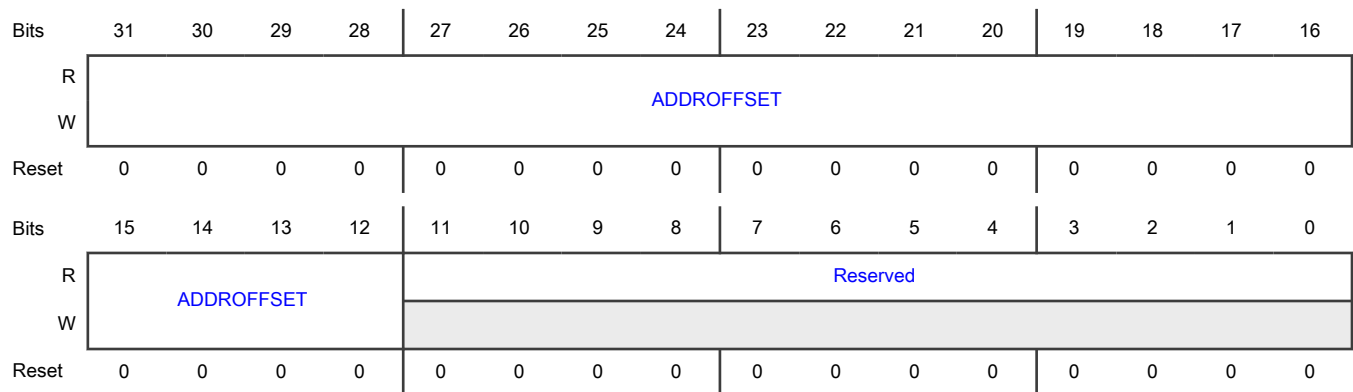 Bits 31 30 29 28 27 26 25 24 23 22 21 20 19 18 17 16
R
ADDROFFSET
W
Reset 0 0 0 0 0 0 0 0 0 0 0 0 0 0 0 0
Bits 15 14 13 12 11 10 9 8 7 6 5 4 3 2 1 0
R Reserved
ADDROFFSET
W
Reset 0 0 0 0 0 0 0 0 0 0 0 0 0 0 0 0